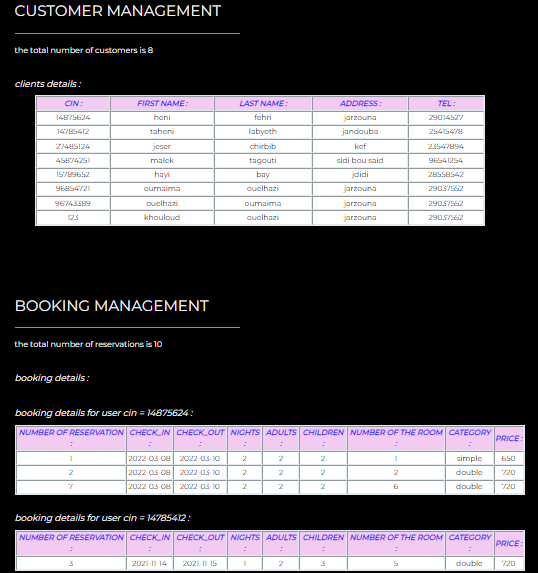 CUSTOMER MANAGEMENT
the total number of customers is 8
clients details :
CIN : FIRST NAME : LAST NAME : ADDRESS : TEL :
14875624 heni fehri jarzouna 29014527
14785412 taheni labyeth jandouba 25415478
27485124 jeser chirbib kef 23547894
45874251 malek tagouti sidi bou said 96541254
15789652 hayi bay jdidi 28558542
96854721 oumaima ouelhazi jarzouna 29037552
96743389 ouelhazi oumaima jarzouna 29037552
123 khouloud ouelhazi jarzouna 29037552
BOOKING MANAGEMENT
the total number of reservations is 10
booking details :
booking details for user cin = 14875624 :
NUMBER OF RESERVATION : CHECK_IN : CHECK_OUT : NIGHTS : ADULTS : CHILDREN : NUMBER OF THE ROOM : CATEGORY : PRICE :
1 2022-03-08 2022-03-10 2 2 2 1 simple 650
2 2022-03-08 2022-03-10 2 2 2 2 double 720
7 2022-03-08 2022-03-10 2 2 2 6 double 720
booking details for user cin = 14785412 :
NUMBER OF RESERVATION : CHECK_IN : CHECK_OUT : NIGHTS : ADULTS : CHILDREN : NUMBER OF THE ROOM : CATEGORY : PRICE :
3 2021-11-14 2021-11-15 1 2 3 5 double 720